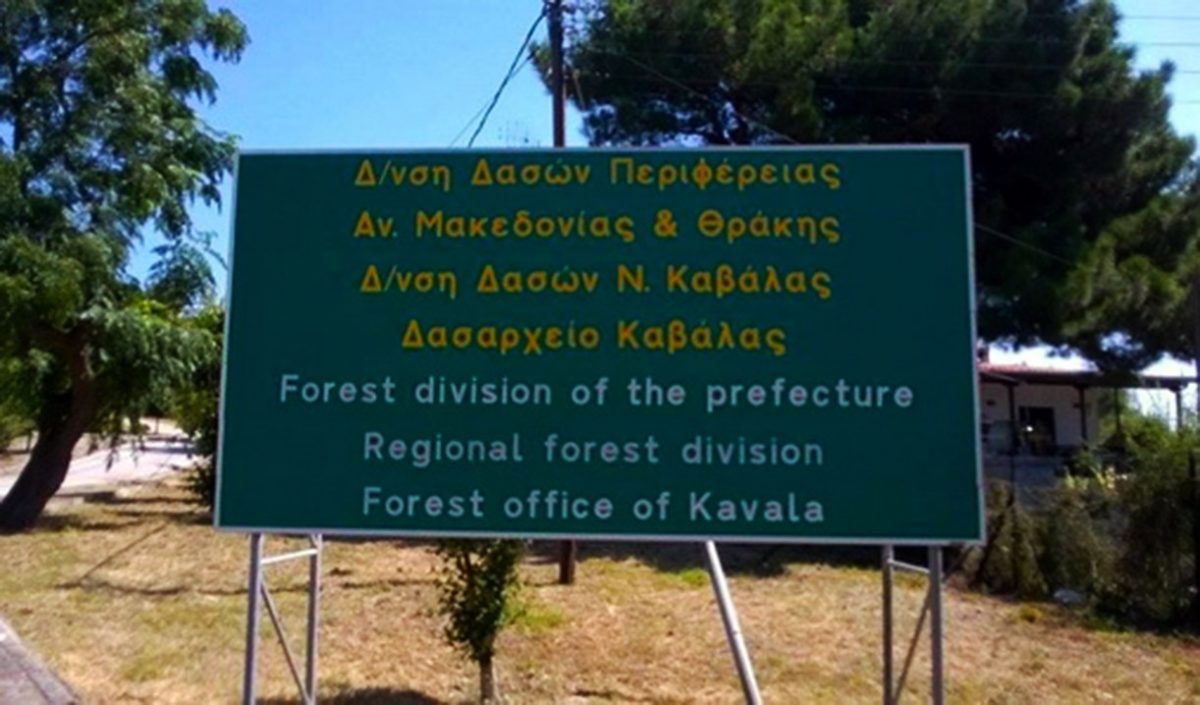 Δ/νση Δασών Περιφέρειας
Αν. Μακεδονίας & Θράκης
Δ/νση Δασών Ν. Καβάλας
Δασαρχείο Καβάλας
Forest division of the prefecture
Regional forest division
Forest office of Kavala